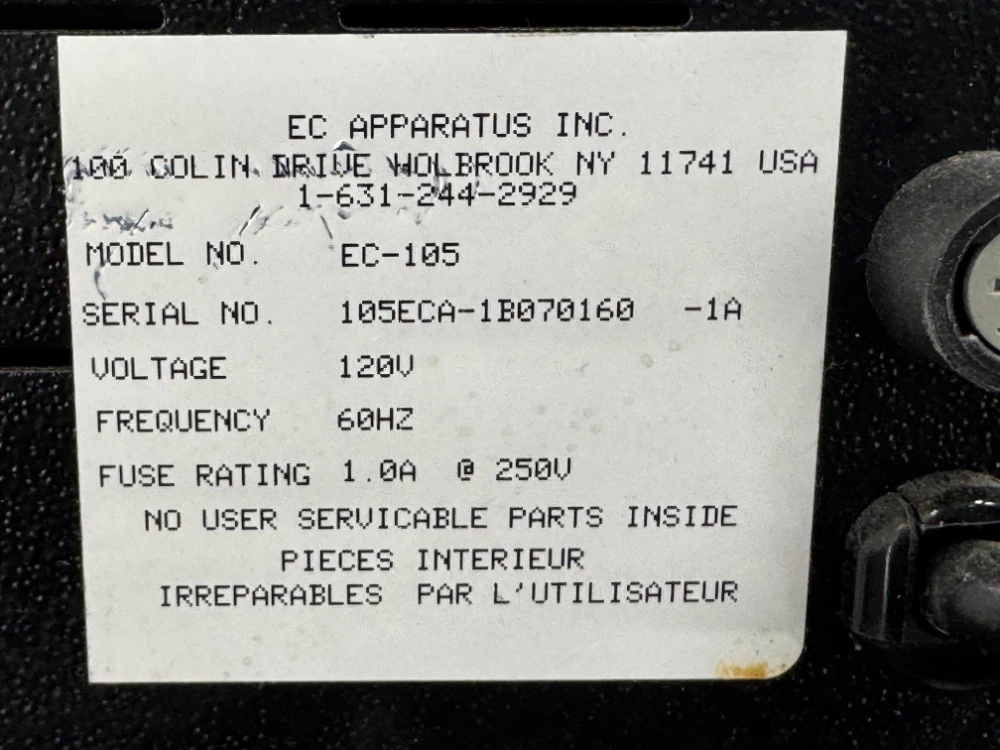 EC APPARATUS INC.
100 COLIN DRIVE HOLBROOK NY 11741 USA
1-631-244-2929
MODEL NO. EC-105
SERIAL NO. 105ECA-1B070160 -1A
VOLTAGE 120V
FREQUENCY 60HZ
FUSE RATING 1.0A @ 250V
NO USER SERVICABLE PARTS INSIDE
PIECES INTERIEUR
IRREPARABLES PAR L'UTILISATEUR